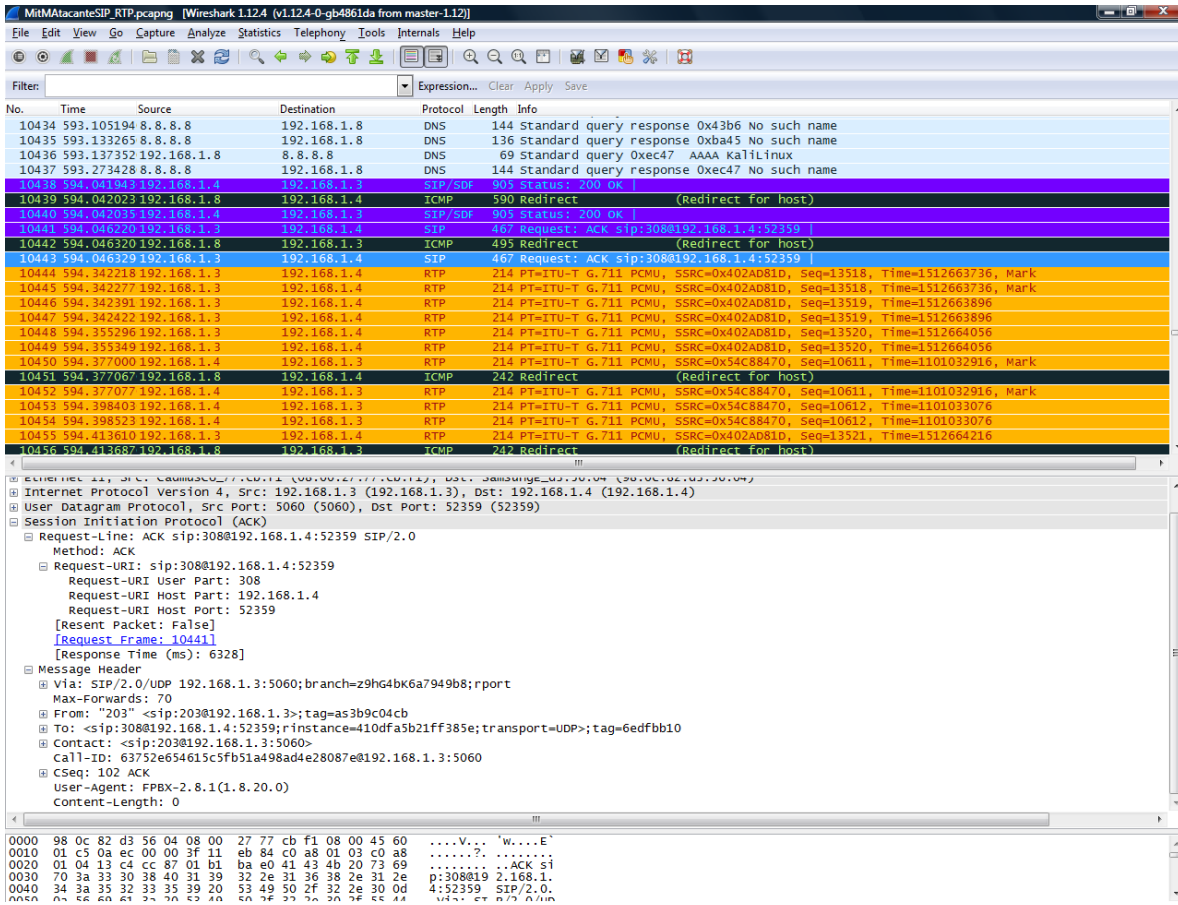 MitMAtacanteSIP_RTP.pcapng [Wireshark 1.12.4 (v1.12.4-0-gb4861da from master-1.12)]
File Edit View Go Capture Analyze Statistics Telephony Tools Internals Help
Filter: Expression... Clear Apply Save
No. Time Source Destination Protocol Length Info
10434 593.105194 8.8.8.8 192.168.1.8 DNS 144 Standard query response 0x43b6 No such name
10435 593.133265 8.8.8.8 192.168.1.8 DNS 136 Standard query response 0xba45 No such name
10436 593.137352 192.168.1.8 8.8.8.8 DNS 69 Standard query 0xec47 AAAA KaliLinux
10437 593.273428 8.8.8.8 192.168.1.8 DNS 144 Standard query response 0xec47 No such name
10438 594.041943 192.168.1.4 192.168.1.3 SIP/SDP 905 Status: 200 OK |
10439 594.042023 192.168.1.8 192.168.1.4 ICMP 590 Redirect (Redirect for host)
10440 594.042035 192.168.1.4 192.168.1.3 SIP/SDP 905 Status: 200 OK |
10441 594.046220 192.168.1.3 192.168.1.4 SIP 467 Request: ACK sip:308@192.168.1.4:52359 |
10442 594.046320 192.168.1.8 192.168.1.3 ICMP 495 Redirect (Redirect for host)
10443 594.046329 192.168.1.3 192.168.1.4 SIP 467 Request: ACK sip:308@192.168.1.4:52359 |
10444 594.342218 192.168.1.3 192.168.1.4 RTP 214 PT=ITU-T G.711 PCMU, SSRC=0x402AD81D, Seq=13518, Time=1512663736, Mark
10445 594.342277 192.168.1.3 192.168.1.4 RTP 214 PT=ITU-T G.711 PCMU, SSRC=0x402AD81D, Seq=13518, Time=1512663736, Mark
10446 594.342391 192.168.1.3 192.168.1.4 RTP 214 PT=ITU-T G.711 PCMU, SSRC=0x402AD81D, Seq=13519, Time=1512663896
10447 594.342422 192.168.1.3 192.168.1.4 RTP 214 PT=ITU-T G.711 PCMU, SSRC=0x402AD81D, Seq=13519, Time=1512663896
10448 594.355296 192.168.1.3 192.168.1.4 RTP 214 PT=ITU-T G.711 PCMU, SSRC=0x402AD81D, Seq=13520, Time=1512664056
10449 594.355349 192.168.1.3 192.168.1.4 RTP 214 PT=ITU-T G.711 PCMU, SSRC=0x402AD81D, Seq=13520, Time=1512664056
10450 594.377000 192.168.1.4 192.168.1.3 RTP 214 PT=ITU-T G.711 PCMU, SSRC=0x54C88470, Seq=10611, Time=1101032916, Mark
10451 594.377067 192.168.1.8 192.168.1.4 ICMP 242 Redirect (Redirect for host)
10452 594.377077 192.168.1.4 192.168.1.3 RTP 214 PT=ITU-T G.711 PCMU, SSRC=0x54C88470, Seq=10611, Time=1101032916, Mark
10453 594.398403 192.168.1.4 192.168.1.3 RTP 214 PT=ITU-T G.711 PCMU, SSRC=0x54C88470, Seq=10612, Time=1101033076
10454 594.398523 192.168.1.4 192.168.1.3 RTP 214 PT=ITU-T G.711 PCMU, SSRC=0x54C88470, Seq=10612, Time=1101033076
10455 594.413610 192.168.1.3 192.168.1.4 RTP 214 PT=ITU-T G.711 PCMU, SSRC=0x402AD81D, Seq=13521, Time=1512664216
10456 594.413687 192.168.1.8 192.168.1.3 ICMP 242 Redirect (Redirect for host)
Internet Protocol Version 4, Src: 192.168.1.3 (192.168.1.3), Dst: 192.168.1.4 (192.168.1.4)
User Datagram Protocol, Src Port: 5060 (5060), Dst Port: 52359 (52359)
Session Initiation Protocol (ACK)
Request-Line: ACK sip:308@192.168.1.4:52359 SIP/2.0
Method: ACK
Request-URI: sip:308@192.168.1.4:52359
Request-URI User Part: 308
Request-URI Host Part: 192.168.1.4
Request-URI Host Port: 52359
[Resent Packet: False]
[Request Frame: 10441]
[Response Time (ms): 6328]
Message Header
Via: SIP/2.0/UDP 192.168.1.3:5060;branch=z9hG4bK6a7949b8;rport
Max-Forwards: 70
From: "203" <sip:203@192.168.1.3>;tag=as3b9c04cb
To: <sip:308@192.168.1.4:52359;rinstance=410dfa5b21ff385e;transport=UDP>;tag=6edfbb10
Contact: <sip:203@192.168.1.3:5060>
Call-ID: 63752e654615c5fb51a498ad4e28087e@192.168.1.3:5060
CSeq: 102 ACK
User-Agent: FPBX-2.8.1(1.8.20.0)
Content-Length: 0
0000 98 0c 82 d3 56 04 08 00 27 77 cb f1 08 00 45 60 ....V... 'w....E`
0010 01 c5 0a ec 00 00 3f 11 eb 84 c0 a8 01 03 c0 a8 ......?. ........
0020 01 04 13 c4 cc 87 01 b1 ba e0 41 43 4b 20 73 69 ........ ..ACK si
0030 70 3a 33 30 38 40 31 39 32 2e 31 36 38 2e 31 2e p:308@19 2.168.1.
0040 34 3a 35 32 33 35 39 20 53 49 50 2f 32 2e 30 0d 4:52359 SIP/2.0.